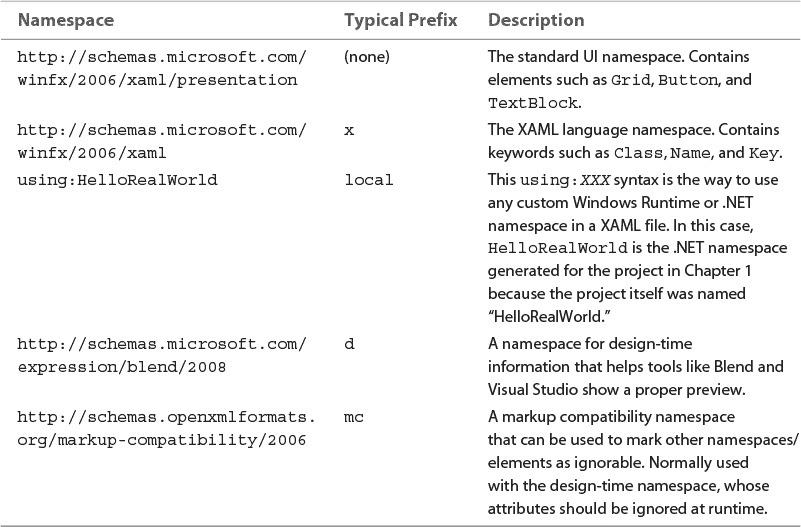 Namespace Typical Prefix Description
http://schemas.microsoft.com/ (none) The standard UI namespace. Contains
winfx/2006/xaml/presentation elements such as Grid, Button, and
TextBlock.
http://schemas.microsoft.com/ x The XAML language namespace. Contains
winfx/2006/xaml keywords such as Class, Name, and Key.
using:HelloRealWorld local This using:XXX syntax is the way to use
any custom Windows Runtime or .NET
namespace in a XAML file. In this case,
HelloRealWorld is the .NET namespace
generated for the project in Chapter 1
because the project itself was named
“HelloRealWorld.”
http://schemas.microsoft.com/ d A namespace for design-time
expression/blend/2008 information that helps tools like Blend and
Visual Studio show a proper preview.
http://schemas.openxmlformats. mc A markup compatibility namespace
org/markup-compatibility/2006 that can be used to mark other namespaces/
elements as ignorable. Normally used
with the design-time namespace, whose
attributes should be ignored at runtime.